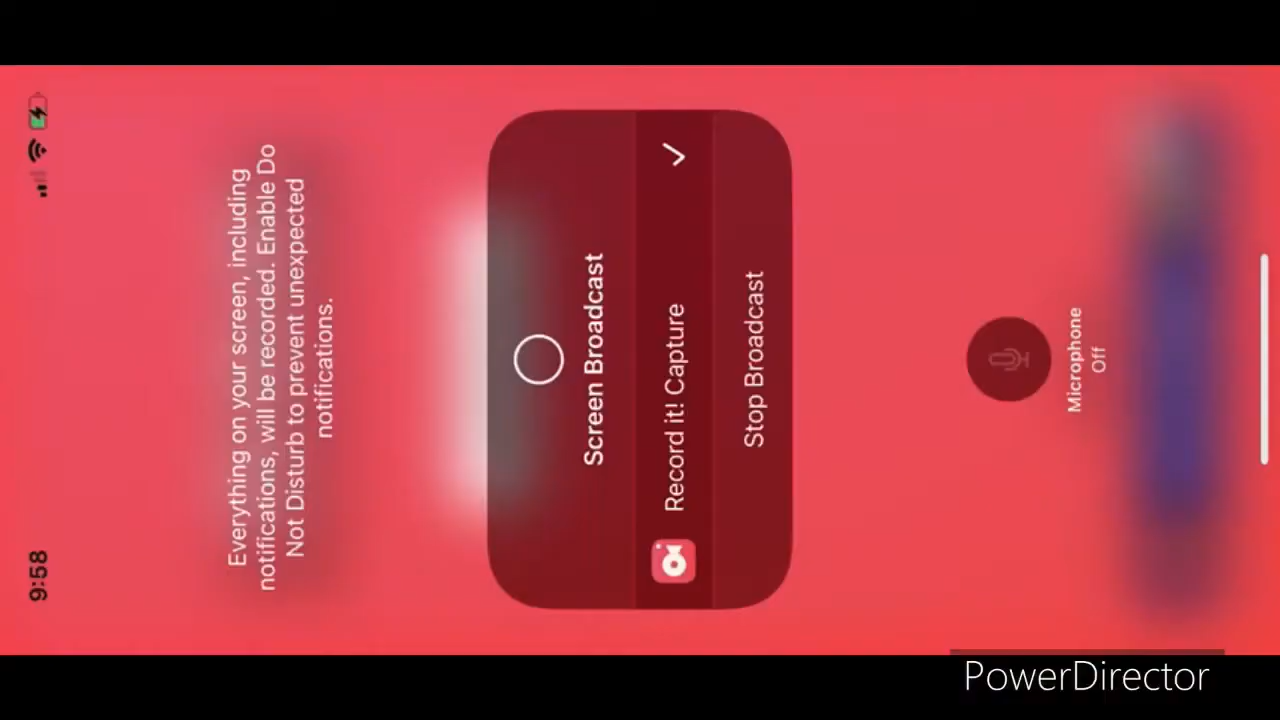 9:58
Everything on your screen, including
notifications, will be recorded. Enable Do
Not Disturb to prevent unexpected
notifications.
Screen Broadcast
Record it! Capture
Stop Broadcast
Microphone
Off
PowerDirector